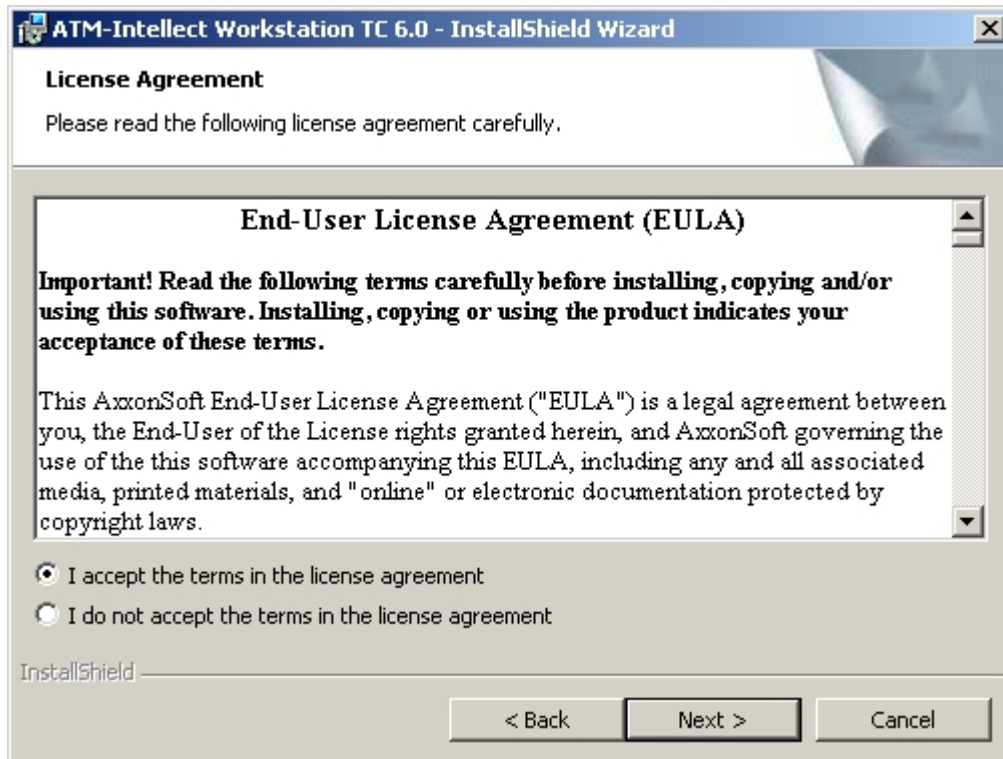 ATM-Intellect Workstation TC 6.0 - InstallShield Wizard
License Agreement
Please read the following license agreement carefully.
End-User License Agreement (EULA)
Important! Read the following terms carefully before installing, copying and/or
using this software. Installing, copying or using the product indicates your
acceptance of these terms.
This AxxonSoft End-User License Agreement ("EULA") is a legal agreement between
you, the End-User of the License rights granted herein, and AxxonSoft governing the
use of the this software accompanying this EULA, including any and all associated
media, printed materials, and "online" or electronic documentation protected by
copyright laws.
I accept the terms in the license agreement
I do not accept the terms in the license agreement
InstallShield
< Back
Next >
Cancel